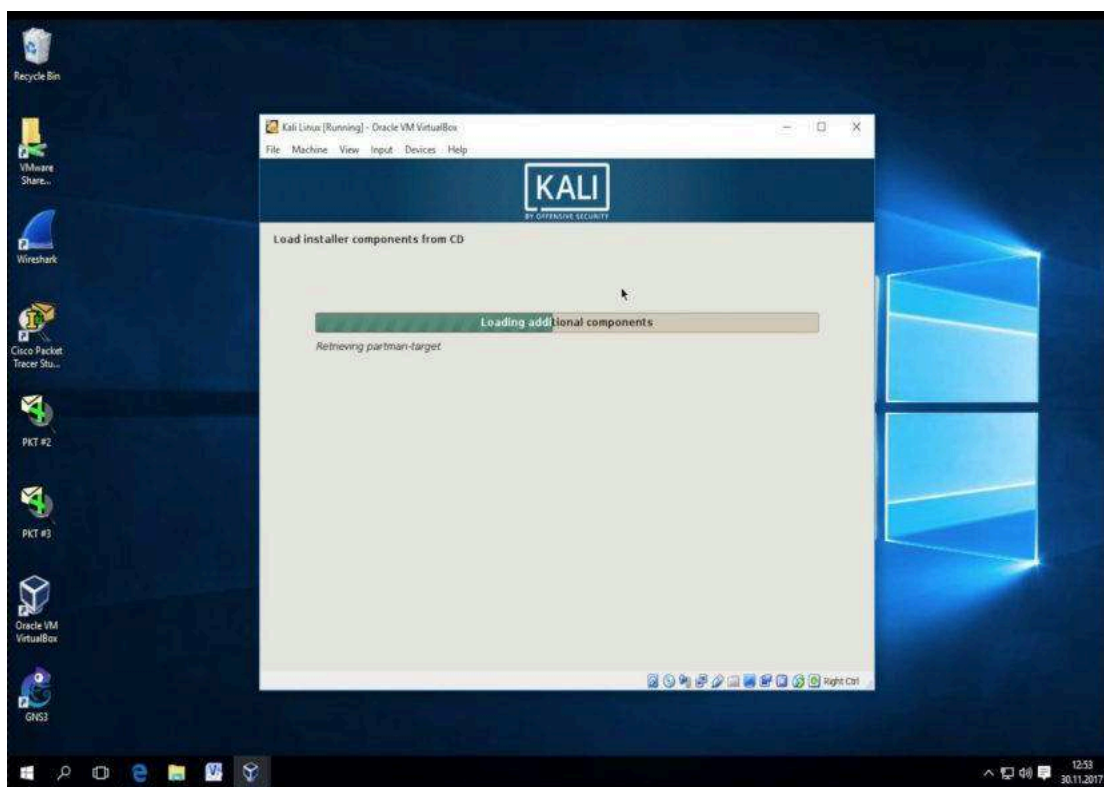 Recycle Bin
VMware
Share...
Wireshark
Cisco Packet
Tracer Stu...
PKT #2
PKT #3
Oracle VM
VirtualBox
GNS3
Kali Linux [Running] - Oracle VM VirtualBox
File Machine View Input Devices Help
KALI
BY OFFENSIVE SECURITY
Load installer components from CD
Loading additional components
Retrieving partman-target
Right Ctrl
12:53
30.11.2017